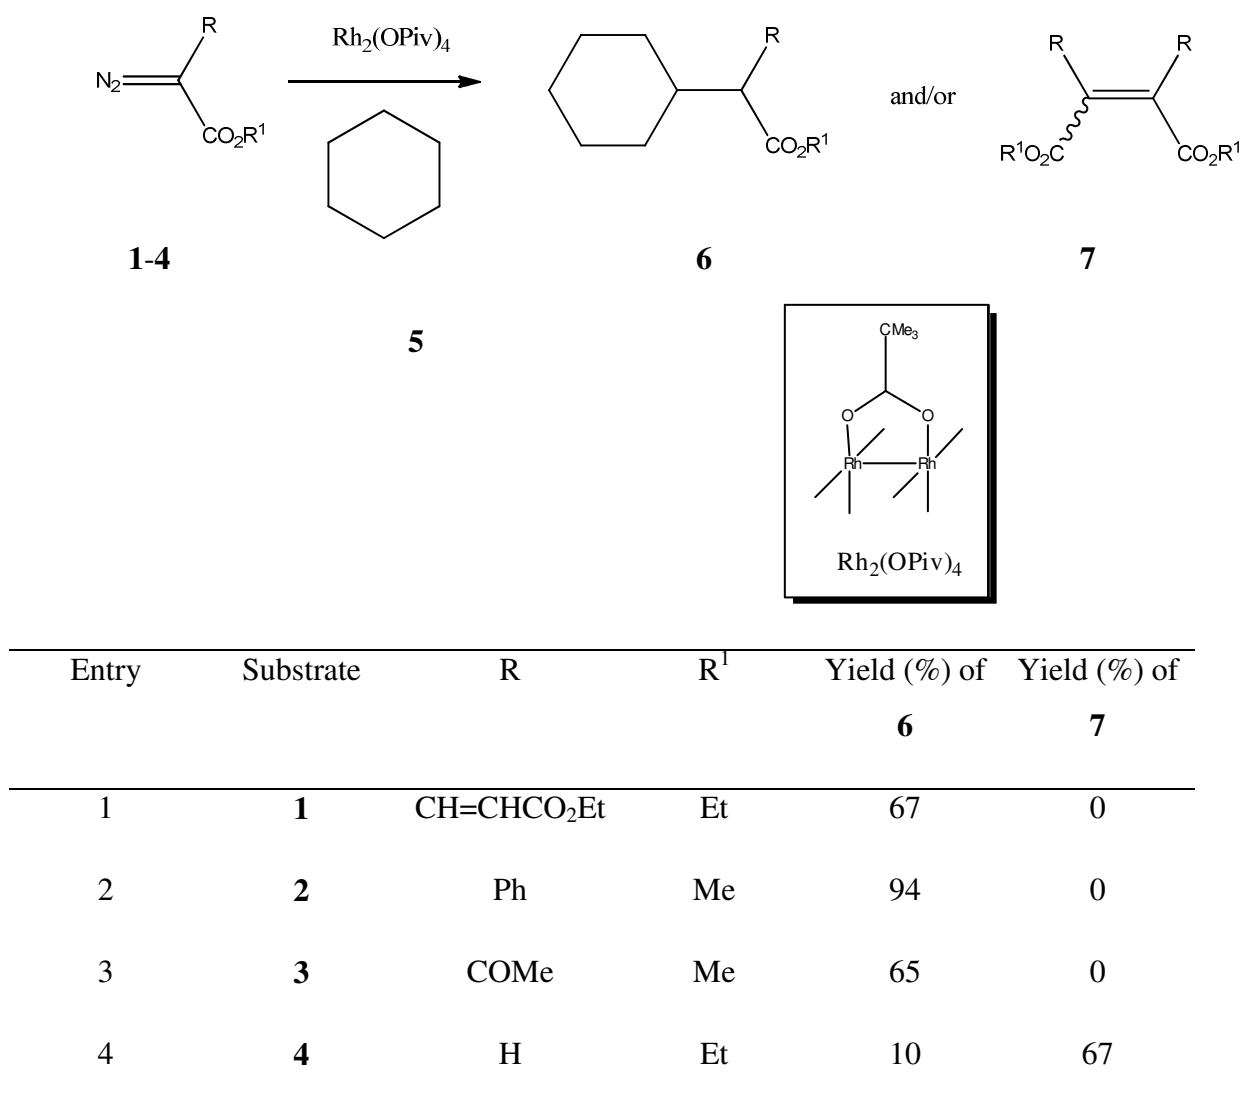 R
Rh₂(OPiv)₄
R
R
R
N₂
and/or
CO₂R¹
CO₂R¹
R¹O₂C
CO₂R¹
1-4
6
7
5
CMe₃
O
O
Rh
Rh
Rh₂(OPiv)₄
Entry Substrate R R¹ Yield (%) of Yield (%) of
6 7
1 1 CH=CHCO₂Et Et 67 0
2 2 Ph Me 94 0
3 3 COMe Me 65 0
4 4 H Et 10 67